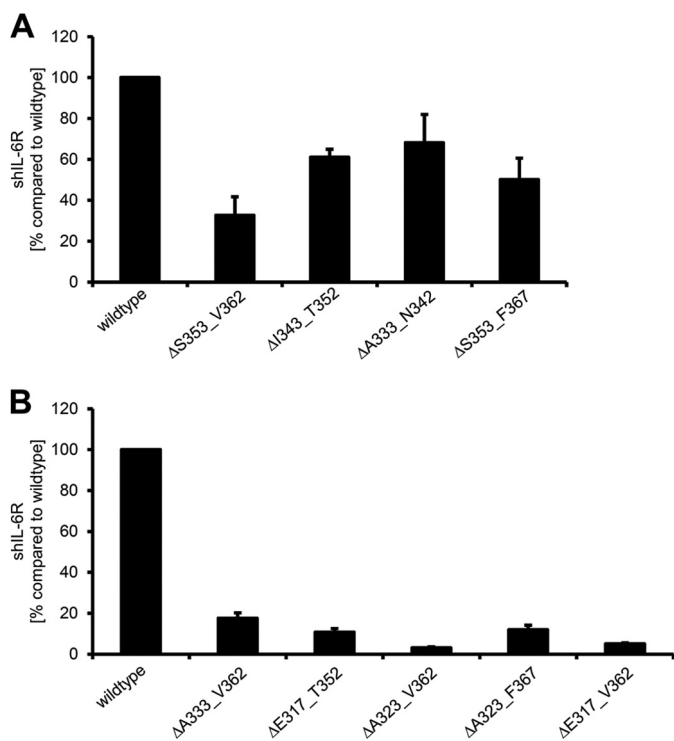 A
shIL-6R
[% compared to wildtype]
120
100
80
60
40
20
0
wildtype
ΔS353_V362
ΔI343_T352
ΔA333_N342
ΔS353_F367
B
shIL-6R
[% compared to wildtype]
120
100
80
60
40
20
0
wildtype
ΔA333_V362
ΔE317_T352
ΔA323_V362
ΔA323_F367
ΔE317_V362